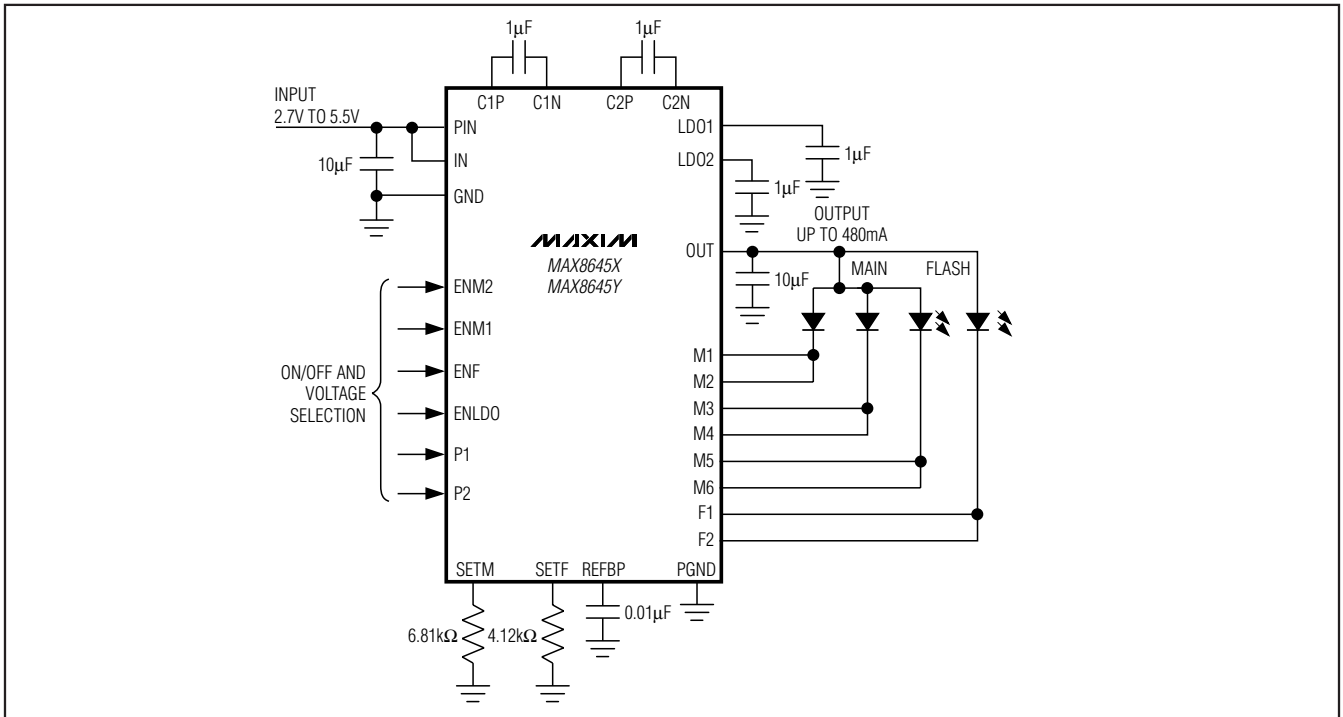 1µF
1µF
C1P
C1N
C2P
C2N
INPUT
2.7V TO 5.5V
PIN
IN
10µF
GND
LDO1
1µF
LDO2
1µF
OUTPUT
UP TO 480mA
OUT
10µF
MAIN
FLASH
MAXIM
MAX8645X
MAX8645Y
ON/OFF AND
VOLTAGE
SELECTION
ENM2
ENM1
ENF
ENLDO
P1
P2
M1
M2
M3
M4
M5
M6
F1
F2
SETM
SETF
REFBP
PGND
6.81kΩ
4.12kΩ
0.01µF